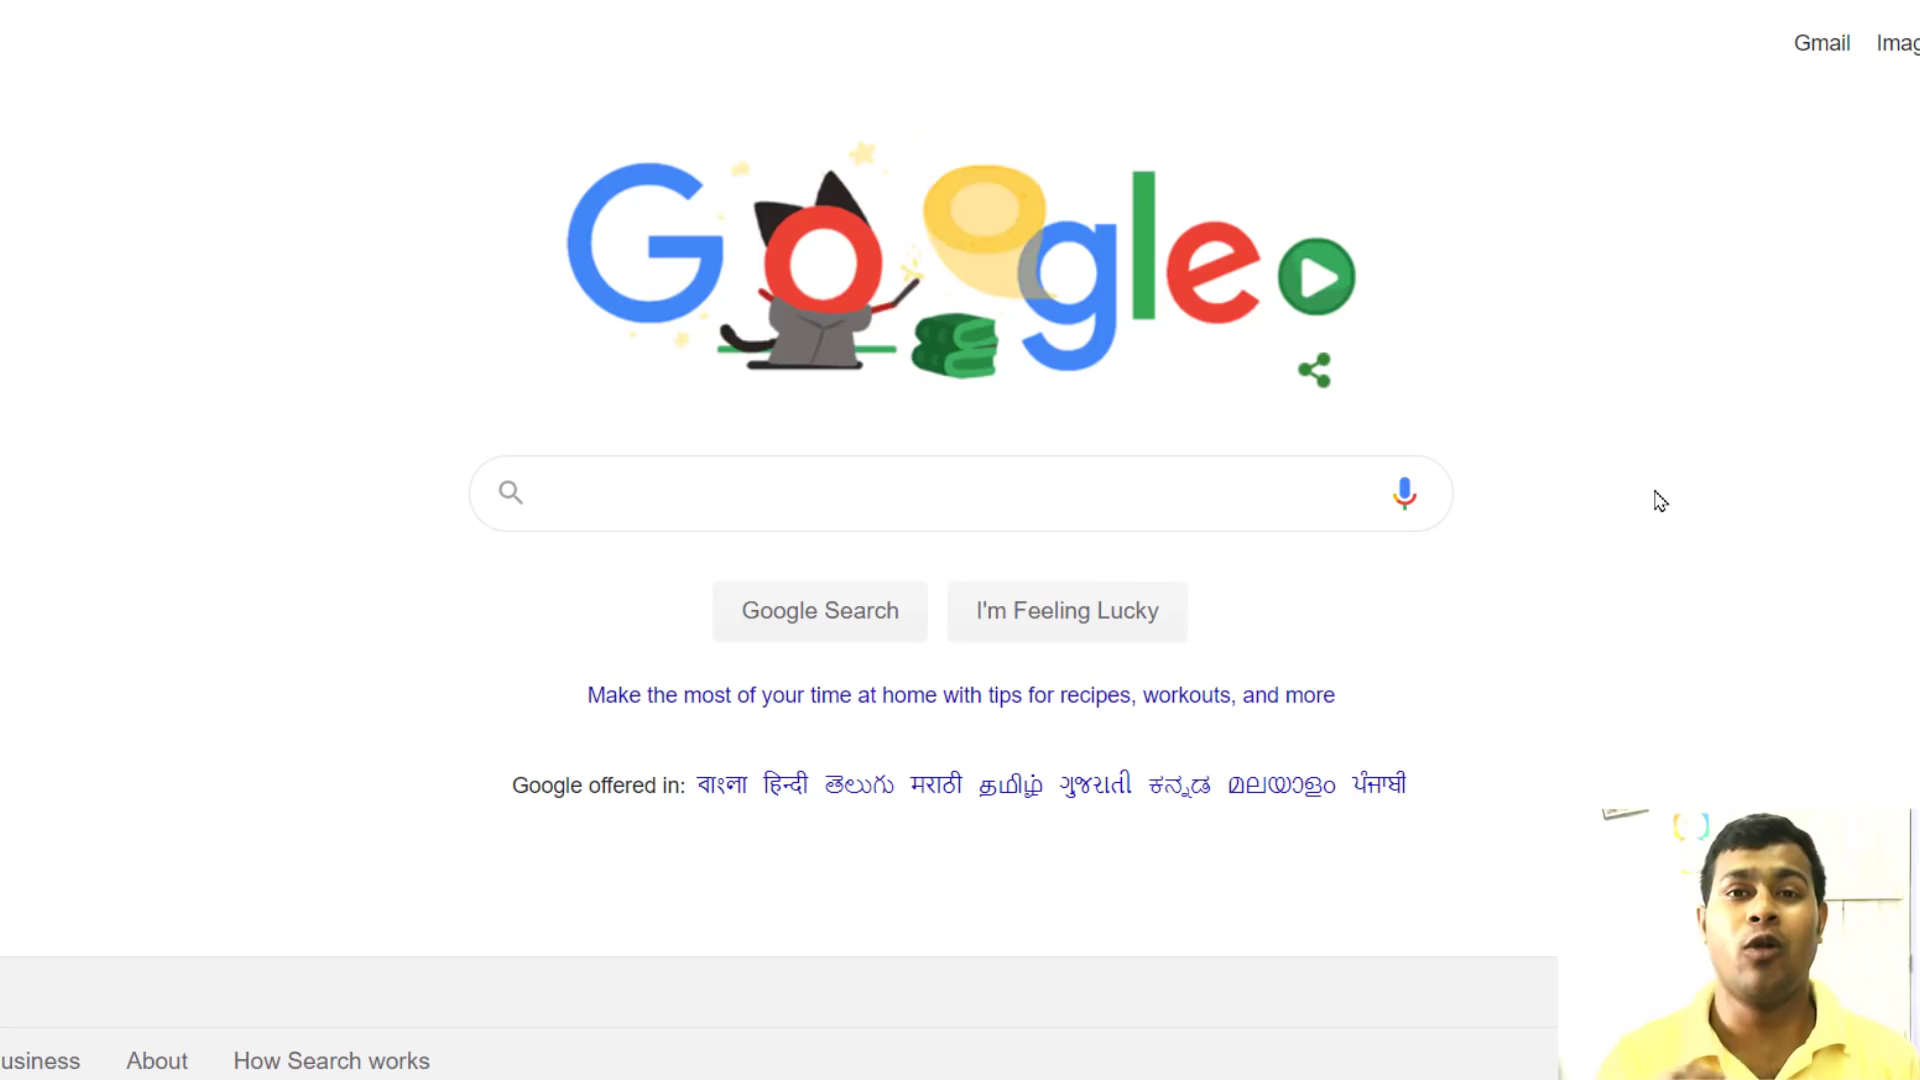 Gmail Imag
Google
Google Search I'm Feeling Lucky
Make the most of your time at home with tips for recipes, workouts, and more
Google offered in: বাংলা हिन्दी తెలుగు मराठी தமிழ் ગુજરાતી ಕನ್ನಡ മലയാളം ਪੰਜਾਬੀ
usiness About How Search works